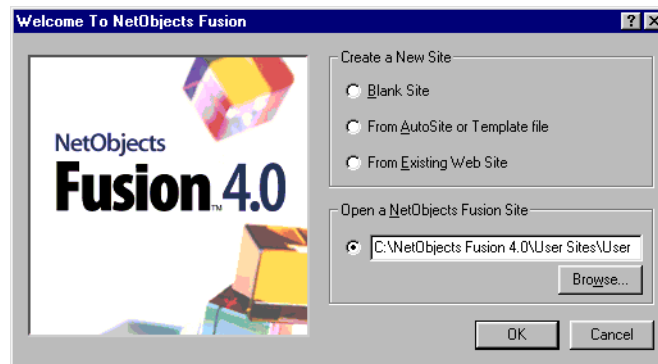 Welcome To NetObjects Fusion
NetObjects
Fusion™ 4.0
Create a New Site
Blank Site
From AutoSite or Template file
From Existing Web Site
Open a NetObjects Fusion Site
C:\NetObjects Fusion 4.0\User Sites\User
Browse...
OK
Cancel